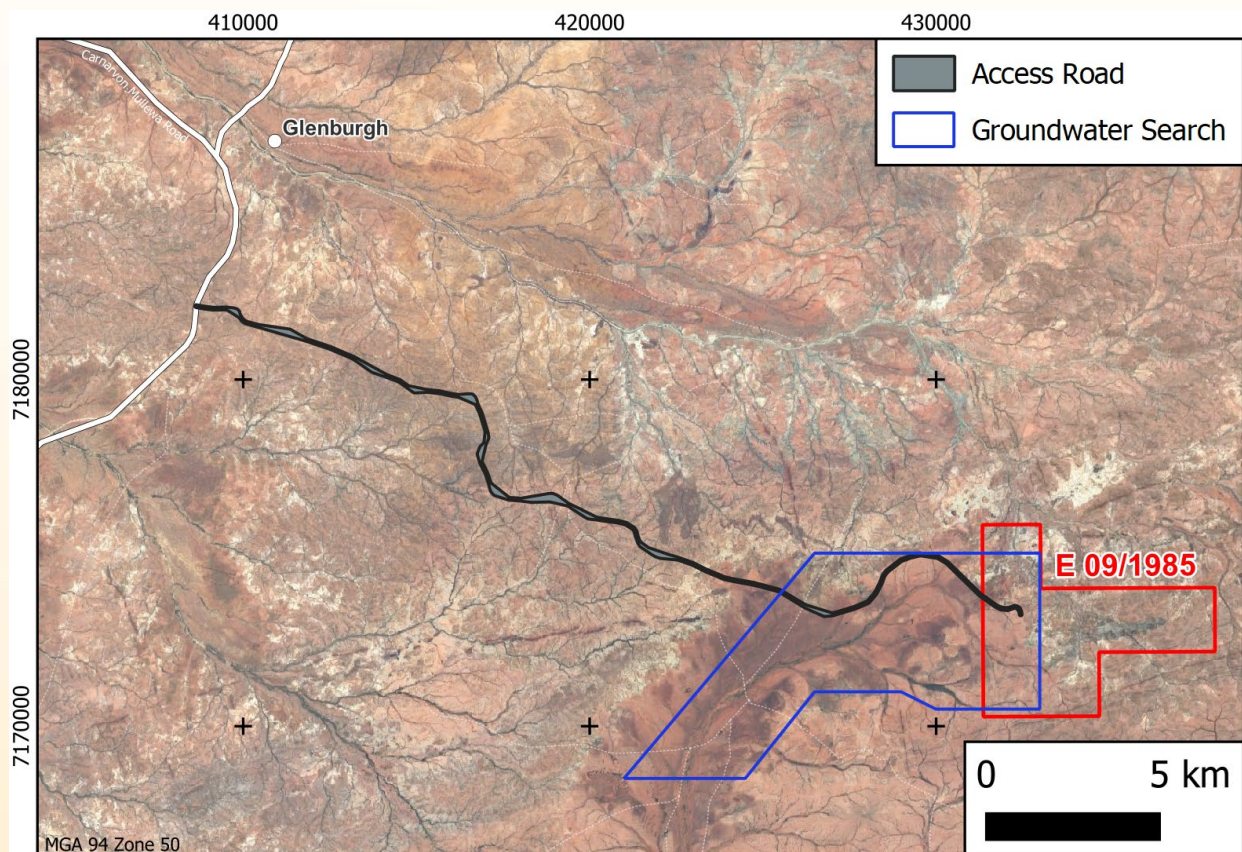 410000
420000
430000
Access Road
Groundwater Search
Carnarvon Mullewa Road
Glenburgh
7180000
E 09/1985
7170000
0 5 km
MGA 94 Zone 50